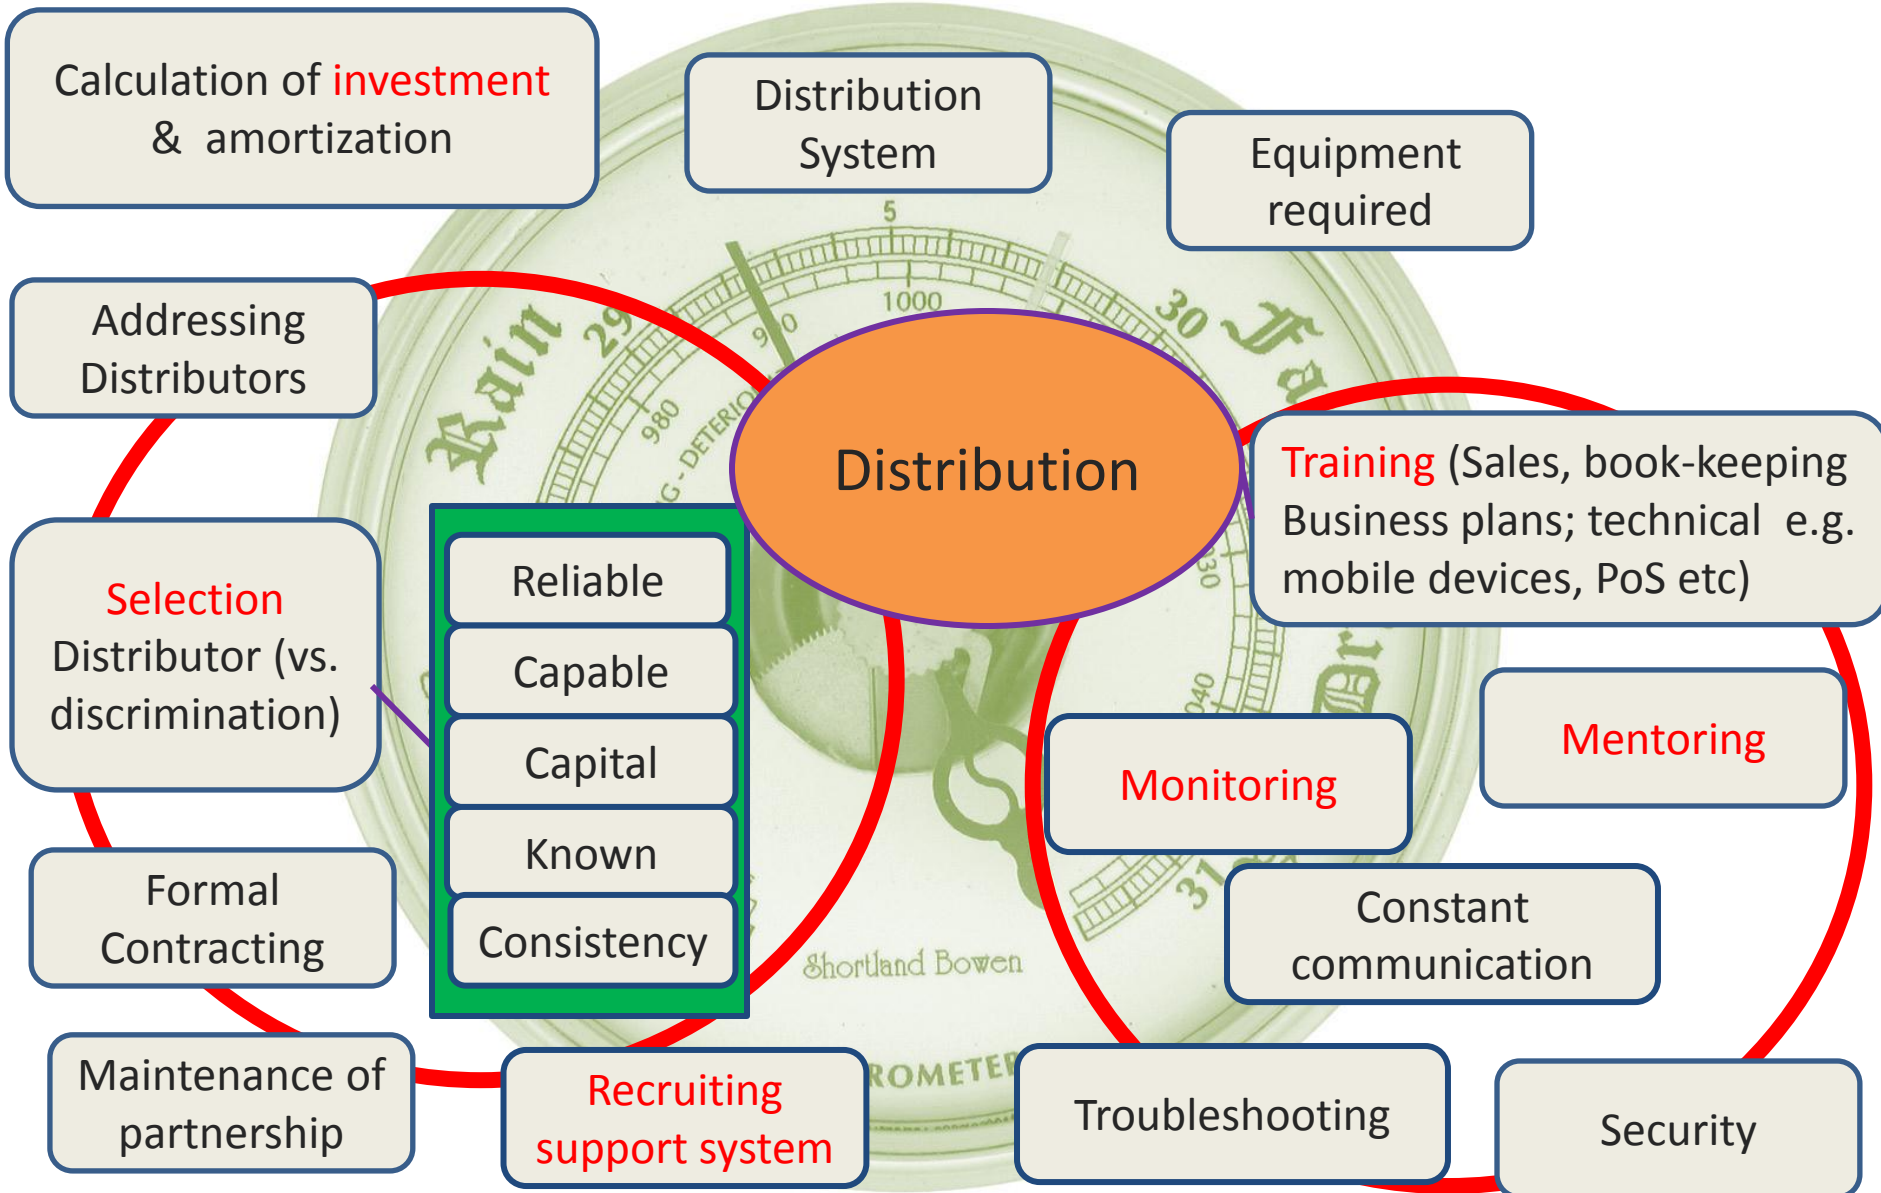 Calculation of investment
& amortization
Distribution
System
Equipment
required
Addressing
Distributors
5
1000
29
30
980
Rain
Distribution
Training (Sales, book-keeping
Business plans; technical e.g.
mobile devices, PoS etc)
Selection
Distributor (vs.
discrimination)
Reliable
Capable
Capital
Known
Consistency
Monitoring
Mentoring
Formal
Contracting
Constant
communication
31
Shortland Bowen
Maintenance of
partnership
Recruiting
support system
Troubleshooting
Security